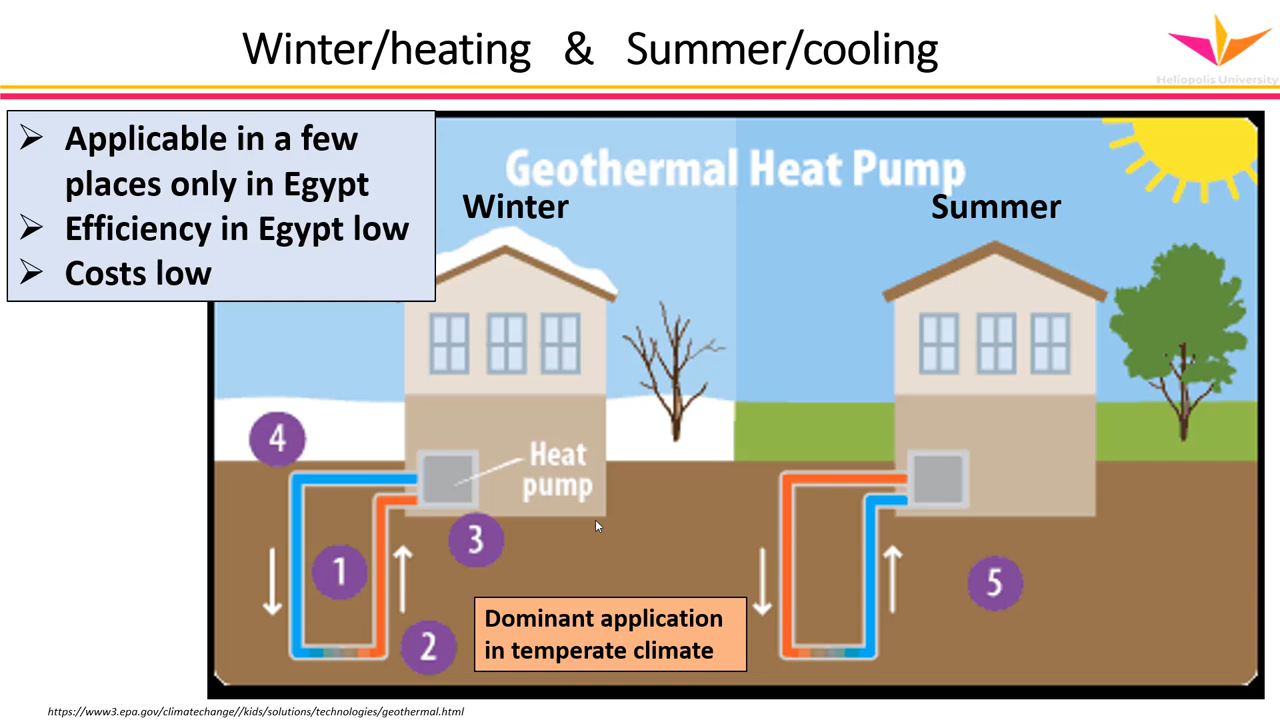 Winter/heating & Summer/cooling
Heliopolis University
➢ Applicable in a few
places only in Egypt
➢ Efficiency in Egypt low
➢ Costs low
Geothermal Heat Pump
Winter
Summer
4
Heat
pump
3
1
2
5
Dominant application
in temperate climate
https://www3.epa.gov/climatechange//kids/solutions/technologies/geothermal.html